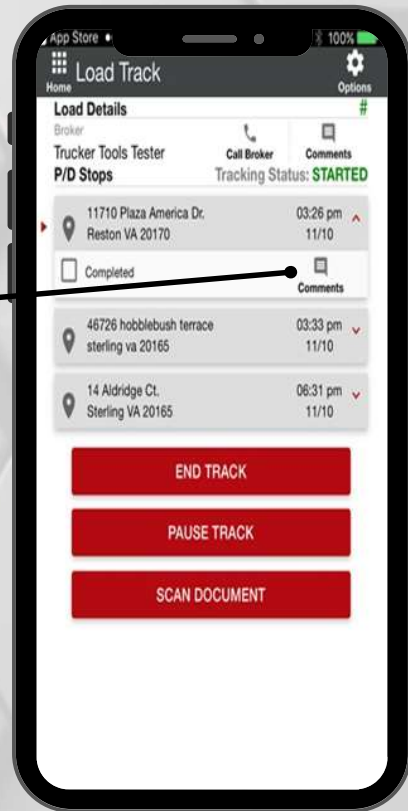 App Store 100%
Load Track
Home Options
Load Details #
Broker
Trucker Tools Tester Call Broker Comments
P/D Stops Tracking Status: STARTED
11710 Plaza America Dr. 03:26 pm
Reston VA 20170 11/10
Completed Comments
46726 hobblebush terrace 03:33 pm
sterling va 20165 11/10
14 Aldridge Ct. 06:31 pm
Sterling VA 20165 11/10
END TRACK
PAUSE TRACK
SCAN DOCUMENT